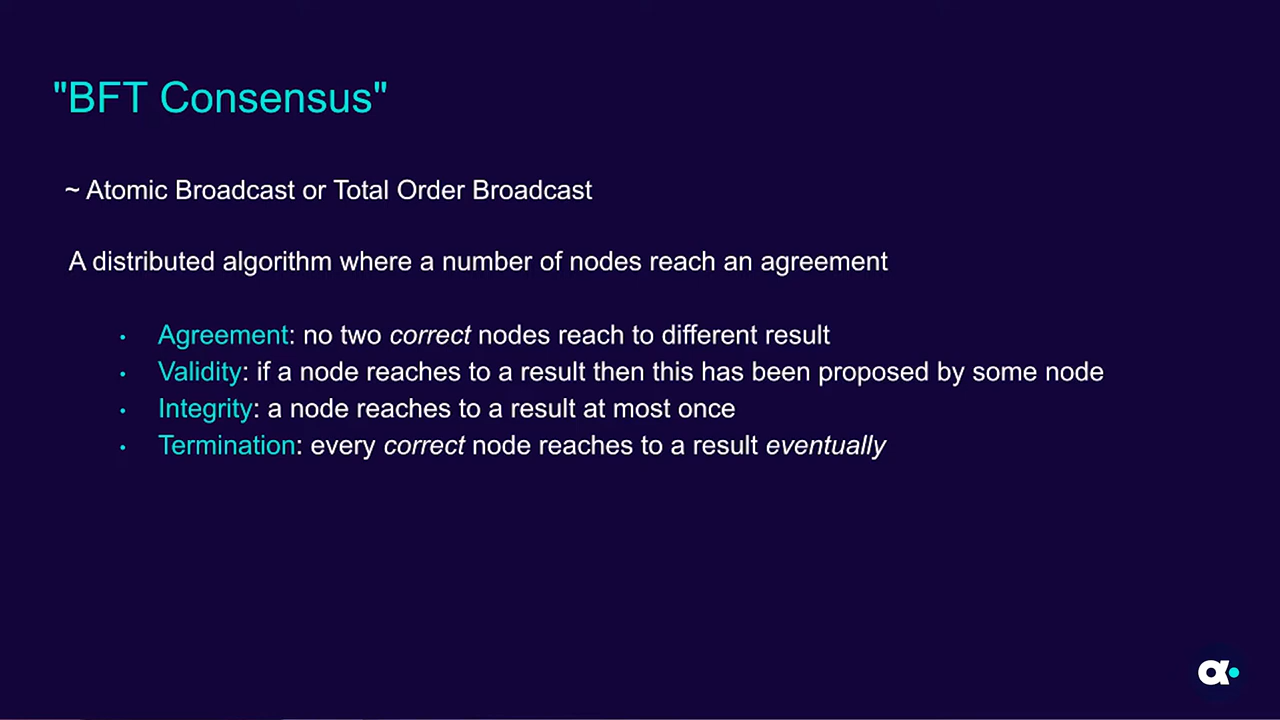 "BFT Consensus"
~ Atomic Broadcast or Total Order Broadcast
A distributed algorithm where a number of nodes reach an agreement
• Agreement: no two correct nodes reach to different result
• Validity: if a node reaches to a result then this has been proposed by some node
• Integrity: a node reaches to a result at most once
• Termination: every correct node reaches to a result eventually
α